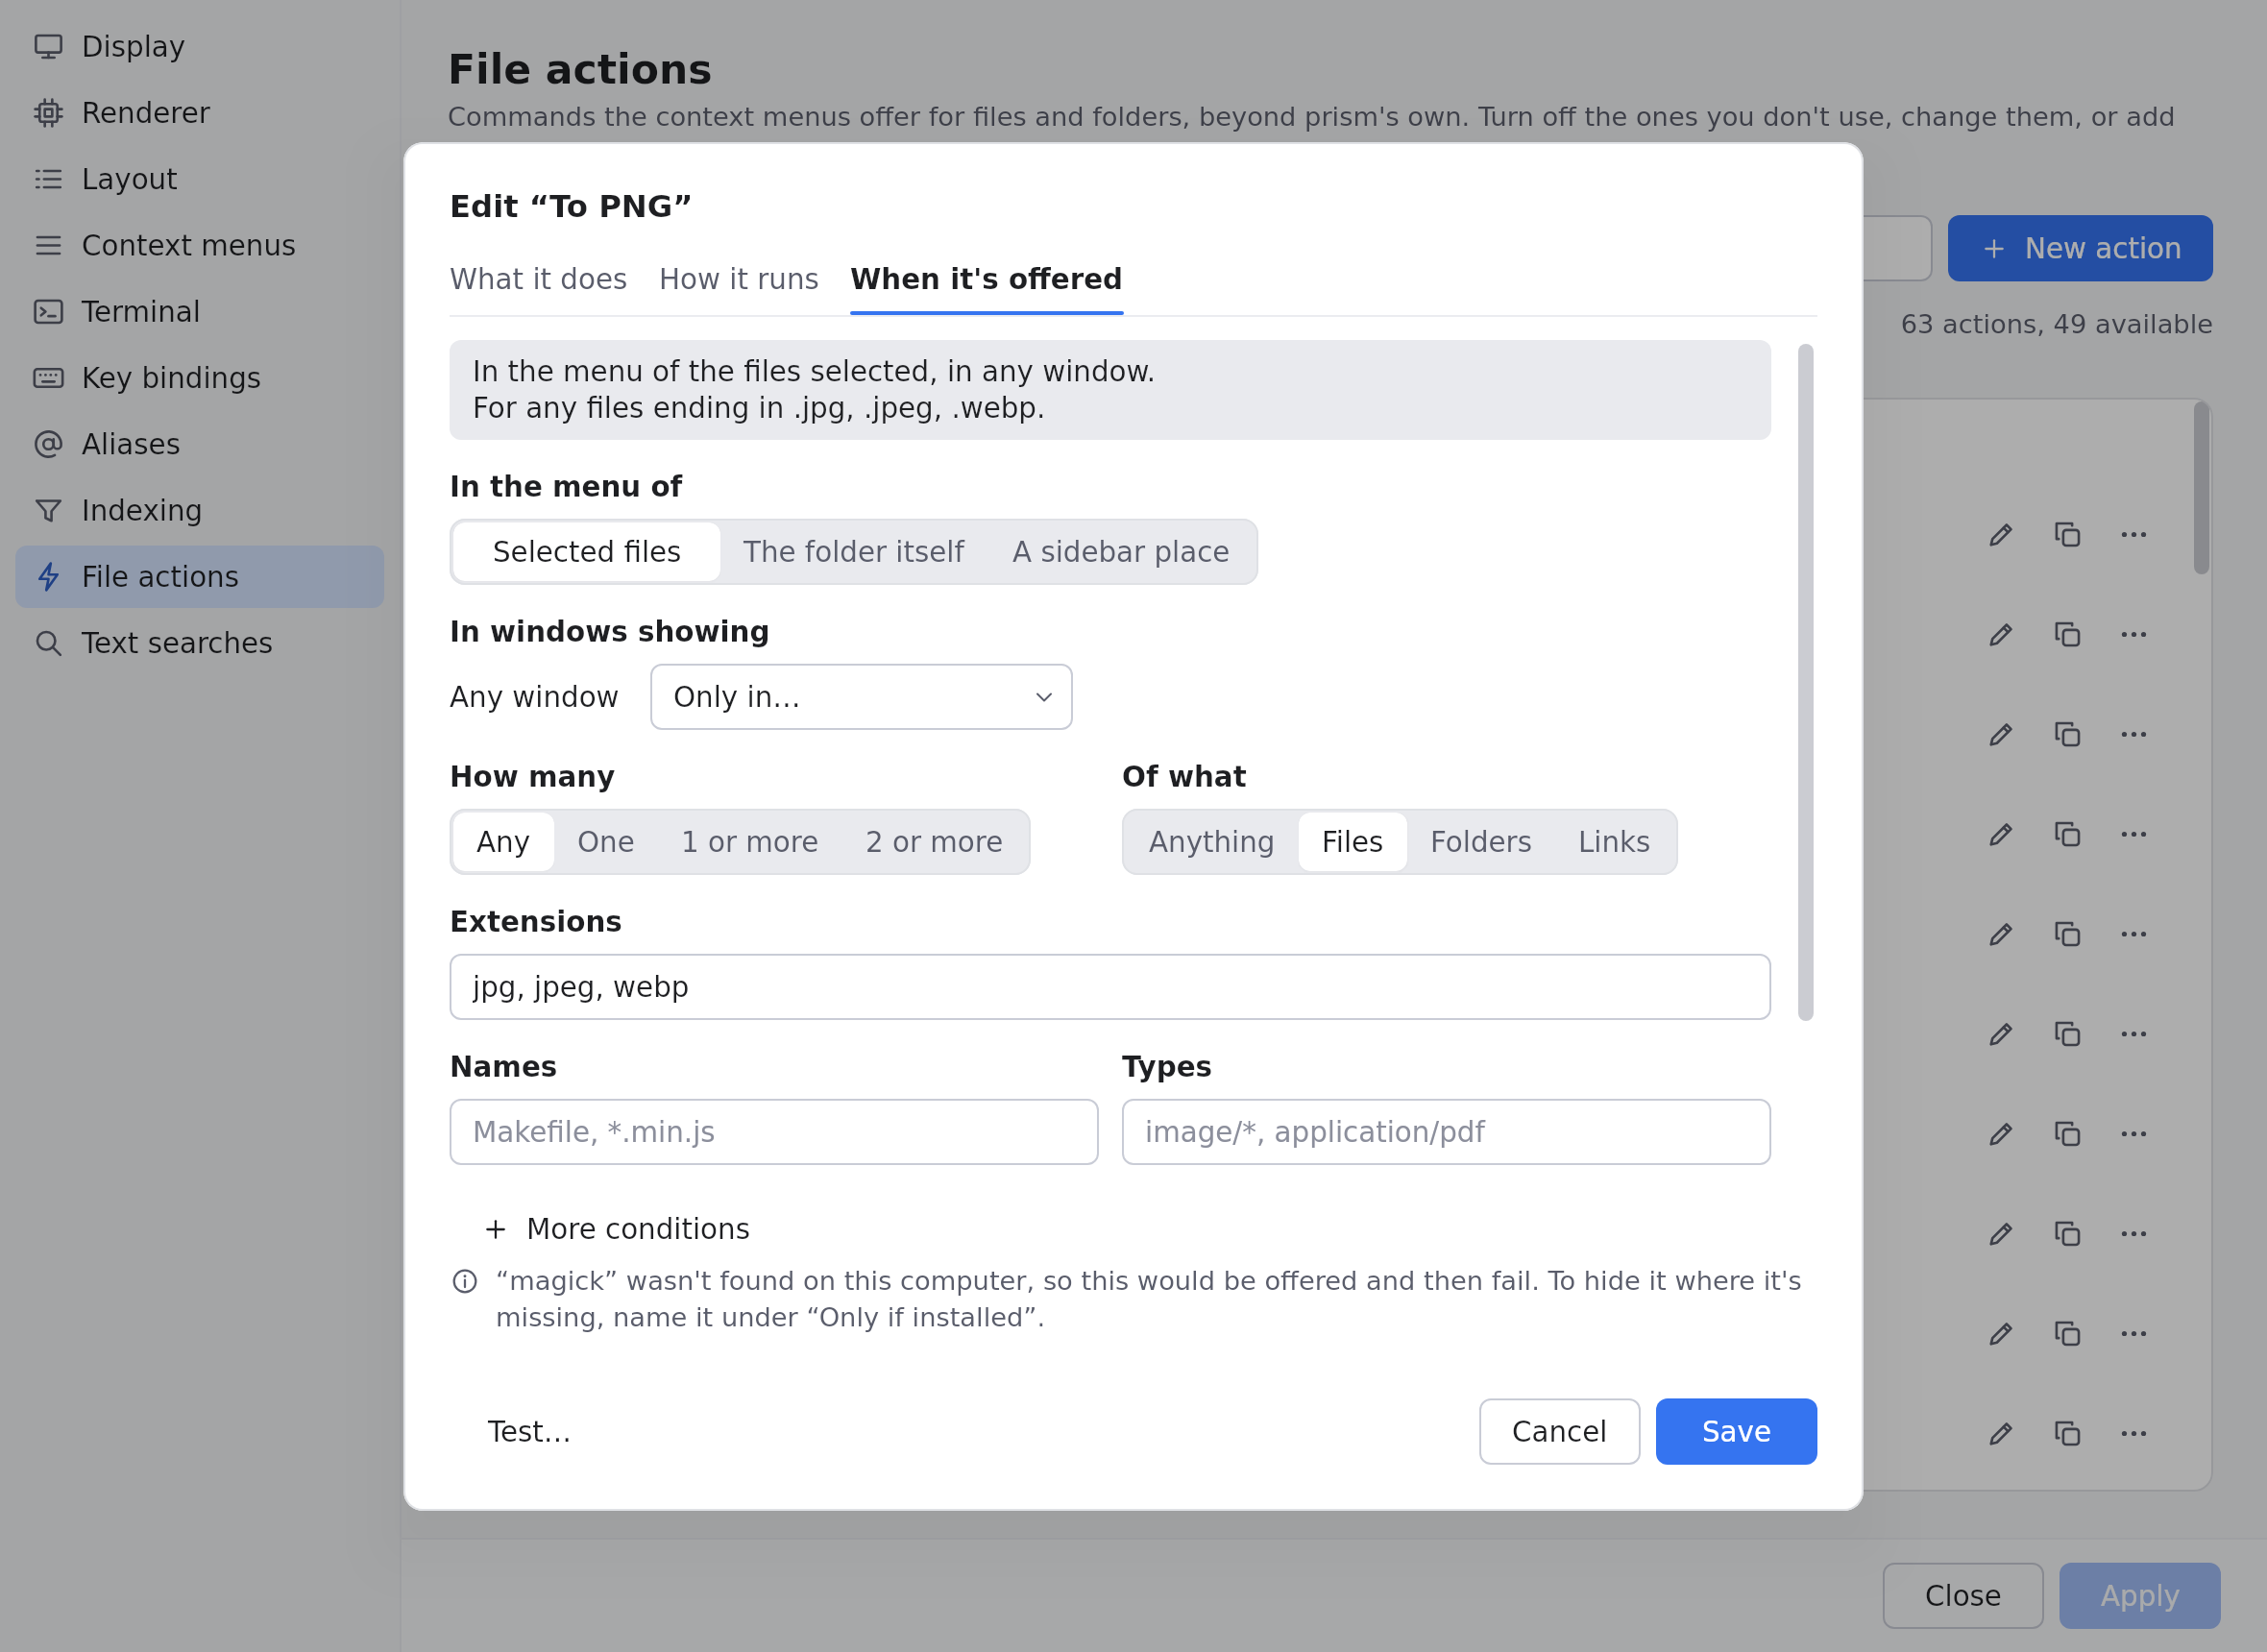 Display
Renderer
Layout
Context menus
Terminal
Key bindings
Aliases
Indexing
File actions
Text searches
File actions
Commands the context menus offer for files and folders, beyond prism's own. Turn off the ones you don't use, change them, or add
New action
63 actions, 49 available
Edit “To PNG”
What it does How it runs When it's offered
In the menu of the files selected, in any window.
For any files ending in .jpg, .jpeg, .webp.
In the menu of
Selected files The folder itself A sidebar place
In windows showing
Any window Only in…
How many Of what
Any One 1 or more 2 or more Anything Files Folders Links
Extensions
jpg, jpeg, webp
Names Types
Makefile, *.min.js image/*, application/pdf
More conditions
“magick” wasn't found on this computer, so this would be offered and then fail. To hide it where it's
missing, name it under “Only if installed”.
Test… Cancel Save
Close Apply